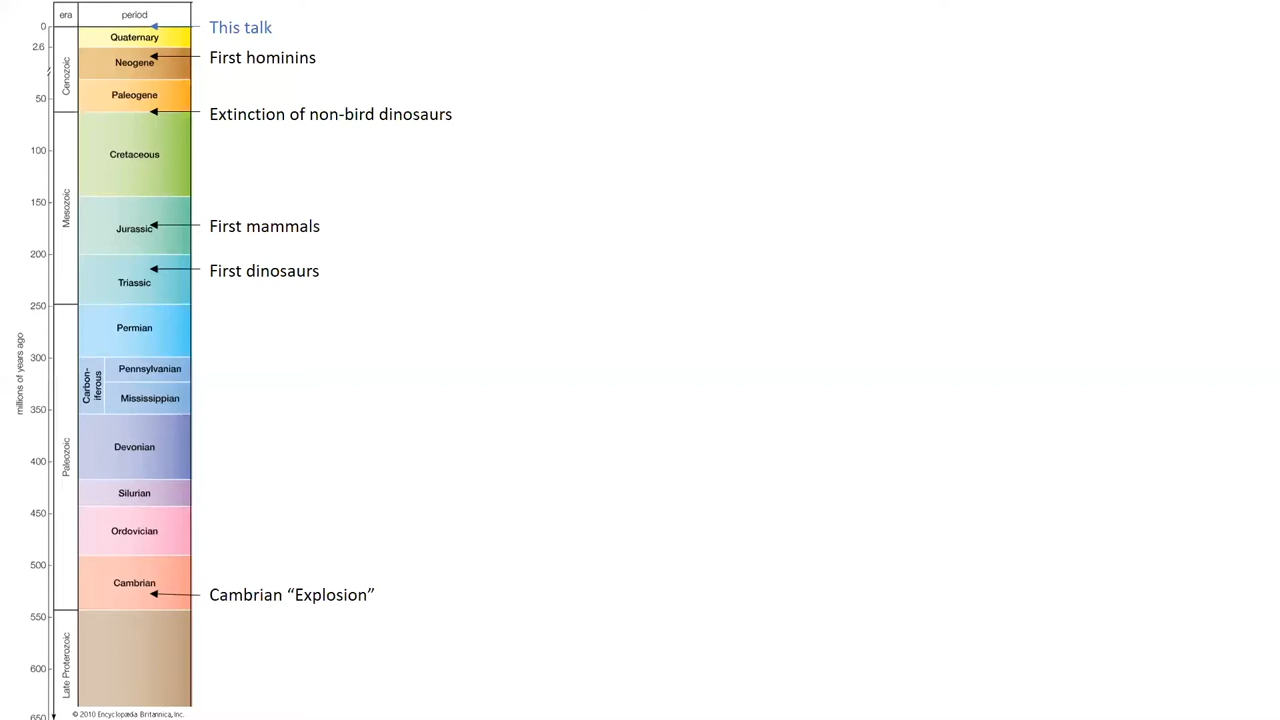 era
period
0
This talk
Quaternary
2.6
First hominins
Neogene
Cenozoic
Paleogene
50
Extinction of non-bird dinosaurs
Cretaceous
100
150
Mesozoic
Jurassic
First mammals
200
First dinosaurs
Triassic
250
Permian
millions of years ago
300
Carbon-
iferous
Pennsylvanian
Mississippian
350
Devonian
Paleozoic
400
Silurian
450
Ordovician
500
Cambrian
Cambrian “Explosion”
550
Late Proterozoic
600
650
© 2010 Encyclopædia Britannica, Inc.